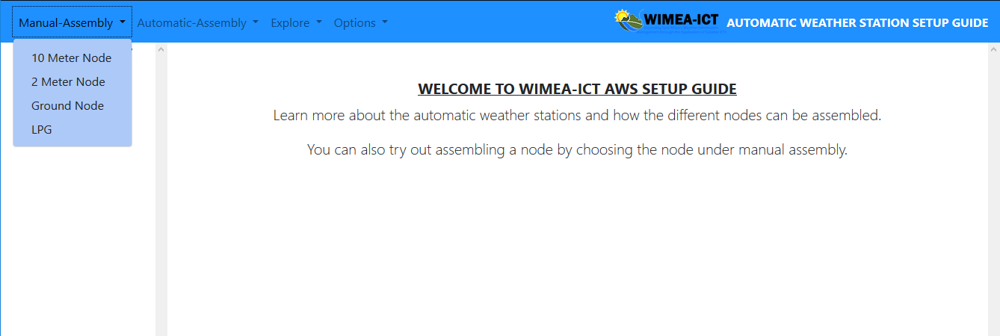 Manual-Assembly Automatic-Assembly Explore Options WIMEA-ICT AUTOMATIC WEATHER STATION SETUP GUIDE
10 Meter Node
2 Meter Node
Ground Node
LPG
WELCOME TO WIMEA-ICT AWS SETUP GUIDE
Learn more about the automatic weather stations and how the different nodes can be assembled.
You can also try out assembling a node by choosing the node under manual assembly.